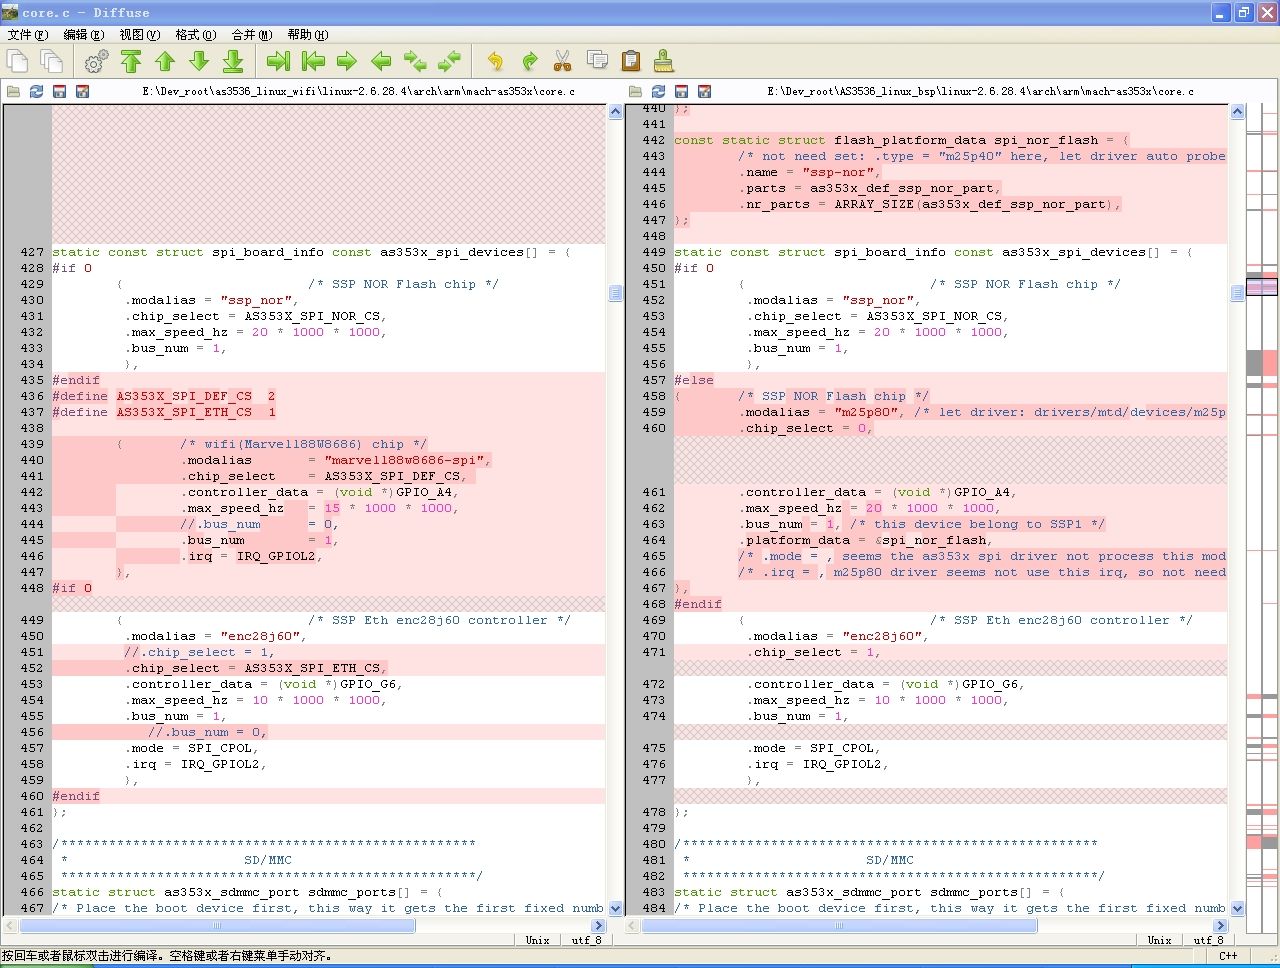 core.c - Diffuse
文件(F) 编辑(E) 视图(V) 格式(O) 合并(M) 帮助(H)
E:\Dev_root\as3536_linux_wifi\linux-2.6.28.4\arch\arm\mach-as353x\core.c
427 static const struct spi_board_info const as353x_spi_devices[] = {
428 #if 0
429 { /* SSP NOR Flash chip */
430 .modalias = "ssp_nor",
431 .chip_select = AS353X_SPI_NOR_CS,
432 .max_speed_hz = 20 * 1000 * 1000,
433 .bus_num = 1,
434 },
435 #endif
436 #define AS353X_SPI_DEF_CS 2
437 #define AS353X_SPI_ETH_CS 1
438
439 { /* wifi(Marvell88W8686) chip */
440 .modalias = "marvell88w8686-spi",
441 .chip_select = AS353X_SPI_DEF_CS,
442 .controller_data = (void *)GPIO_A4,
443 .max_speed_hz = 15 * 1000 * 1000,
444 //.bus_num = 0,
445 .bus_num = 1,
446 .irq = IRQ_GPIOL2,
447 },
448 #if 0
449 { /* SSP Eth enc28j60 controller */
450 .modalias = "enc28j60",
451 //.chip_select = 1,
452 .chip_select = AS353X_SPI_ETH_CS,
453 .controller_data = (void *)GPIO_G6,
454 .max_speed_hz = 10 * 1000 * 1000,
455 .bus_num = 1,
456 //.bus_num = 0,
457 .mode = SPI_CPOL,
458 .irq = IRQ_GPIOL2,
459 },
460 #endif
461 };
462
463 /****************************************************
464 * SD/MMC
465 ****************************************************/
466 static struct as353x_sdmmc_port sdmmc_ports[] = {
467 /* Place the boot device first, this way it gets the first fixed numb
Unix utf_8
E:\Dev_root\AS3536_linux_bsp\linux-2.6.28.4\arch\arm\mach-as353x\core.c
440 };
441
442 const static struct flash_platform_data spi_nor_flash = {
443 /* not need set: .type = "m25p40" here, let driver auto probe
444 .name = "ssp-nor",
445 .parts = as353x_def_ssp_nor_part,
446 .nr_parts = ARRAY_SIZE(as353x_def_ssp_nor_part),
447 };
448
449 static const struct spi_board_info const as353x_spi_devices[] = {
450 #if 0
451 { /* SSP NOR Flash chip */
452 .modalias = "ssp_nor",
453 .chip_select = AS353X_SPI_NOR_CS,
454 .max_speed_hz = 20 * 1000 * 1000,
455 .bus_num = 1,
456 },
457 #else
458 { /* SSP NOR Flash chip */
459 .modalias = "m25p80", /* let driver: drivers/mtd/devices/m25p
460 .chip_select = 0,
461 .controller_data = (void *)GPIO_A4,
462 .max_speed_hz = 20 * 1000 * 1000,
463 .bus_num = 1, /* this device belong to SSP1 */
464 .platform_data = &spi_nor_flash,
465 /* .mode = , seems the as353x spi driver not process this mod
466 /* .irq = , m25p80 driver seems not use this irq, so not need
467 };
468 #endif
469 { /* SSP Eth enc28j60 controller */
470 .modalias = "enc28j60",
471 .chip_select = 1,
472 .controller_data = (void *)GPIO_G6,
473 .max_speed_hz = 10 * 1000 * 1000,
474 .bus_num = 1,
475 .mode = SPI_CPOL,
476 .irq = IRQ_GPIOL2,
477 },
478 };
479
480 /****************************************************
481 * SD/MMC
482 ****************************************************/
483 static struct as353x_sdmmc_port sdmmc_ports[] = {
484 /* Place the boot device first, this way it gets the first fixed numb
Unix utf_8
按回车或者鼠标双击进行编译。空格键或者右键菜单手动对齐。 C++